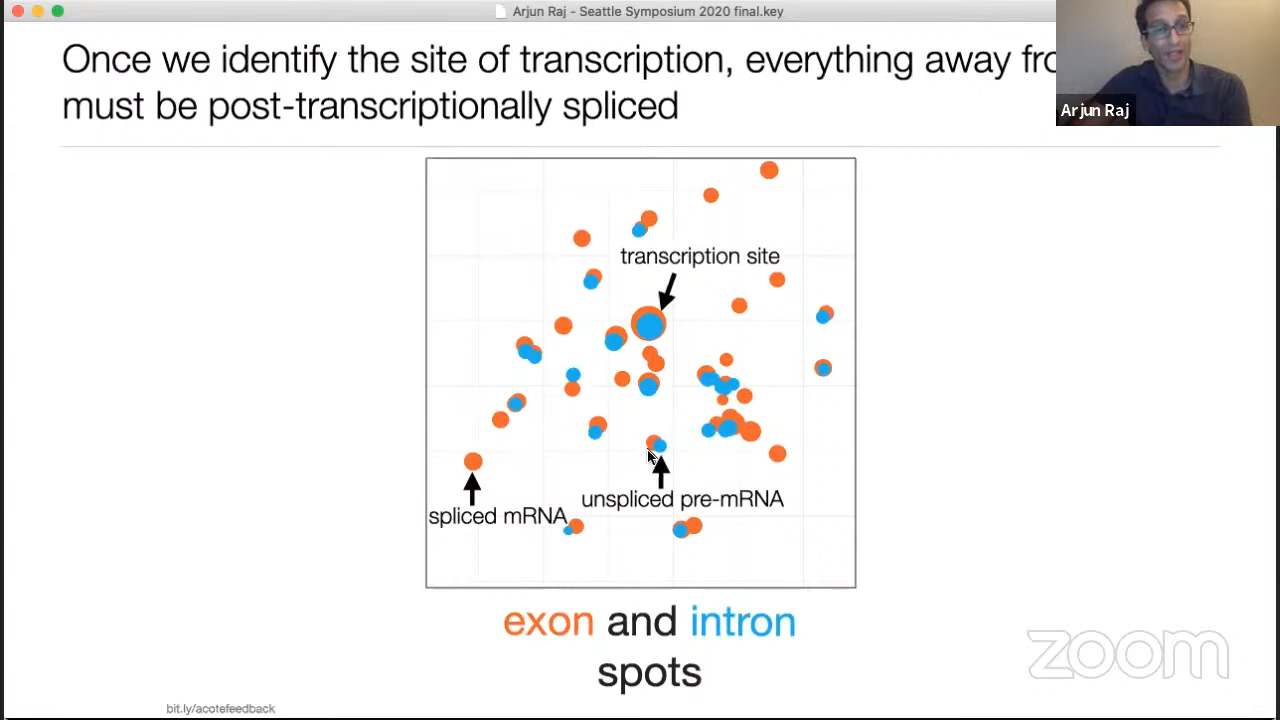 Arjun Raj - Seattle Symposium 2020 final.key
Once we identify the site of transcription, everything away
must be post-transcriptionally spliced
Arjun Raj
transcription site
unspliced pre-mRNA
spliced mRNA
exon and intron
spots
zoom
bit.ly/acotefeedback